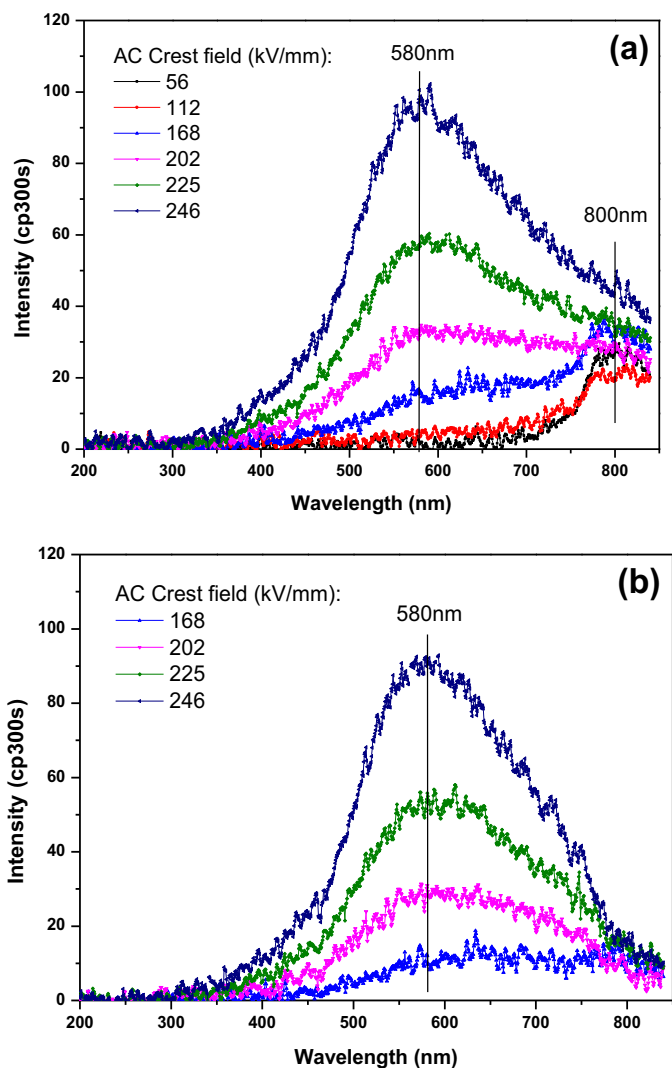 120
(a)
AC Crest field (kV/mm):
580nm
56
100
112
168
80
202
225
246
800nm
60
40
20
0
200 300 400 500 600 700 800
Wavelength (nm)
Intensity (cp300s)
120
(b)
AC Crest field (kV/mm):
580nm
168
100
202
225
80
246
60
40
20
0
200 300 400 500 600 700 800
Wavelength (nm)
Intensity (cp300s)